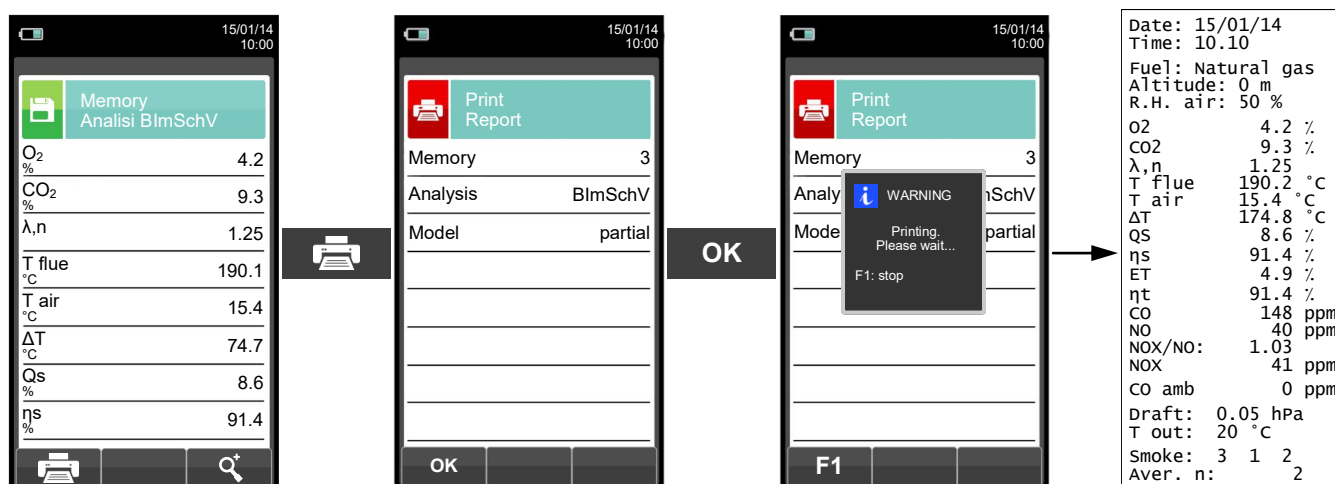 15/01/14
10:00
Memory
Analisi BImSchV
O2
%
4.2
CO2
%
9.3
λ,n
1.25
T flue
°C
190.1
T air
°C
15.4
ΔT
°C
74.7
Qs
%
8.6
ηs
%
91.4
15/01/14
10:00
Print
Report
Memory 3
Analysis BImSchV
Model partial
OK
OK
15/01/14
10:00
Print
Report
Memory 3
Analy mSchV
Mode partial
i WARNING
Printing.
Please wait...
F1: stop
F1
Date: 15/01/14
Time: 10.10
Fuel: Natural gas
Altitude: 0 m
R.H. air: 50 %
O2 4.2 %
CO2 9.3 %
λ,n 1.25
T flue 190.2 °C
T air 15.4 °C
ΔT 174.8 °C
QS 8.6 %
ηs 91.4 %
ET 4.9 %
ηt 91.4 %
CO 148 ppm
NO 40 ppm
NOX/NO: 1.03
NOX 41 ppm
CO amb 0 ppm
Draft: 0.05 hPa
T out: 20 °C
Smoke: 3 1 2
Aver. n: 2